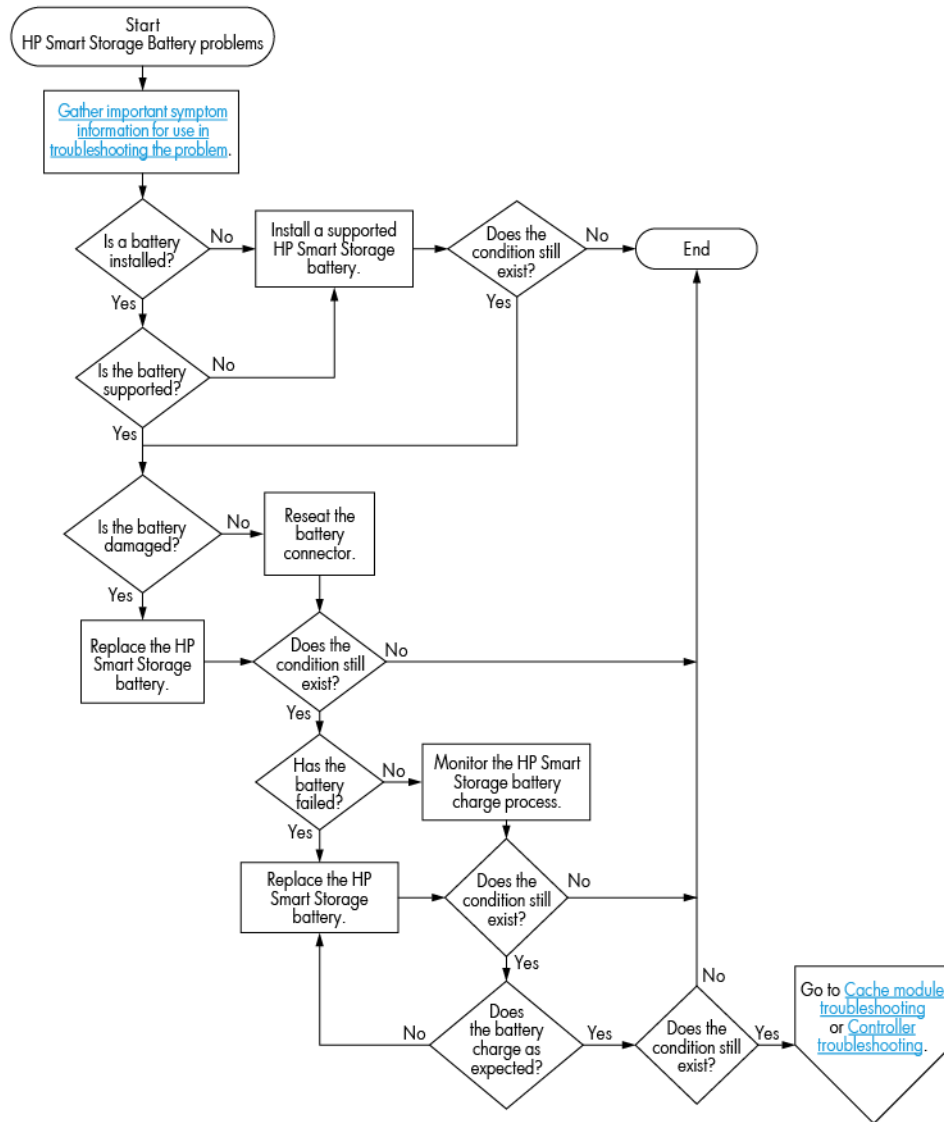 Start
HP Smart Storage Battery problems
Gather important symptom
information for use in
troubleshooting the problem.
Is a battery
installed?
No
Yes
Install a supported
HP Smart Storage
battery.
Does the
condition still
exist?
No
Yes
End
Is the battery
supported?
No
Yes
Is the battery
damaged?
No
Yes
Reseat the
battery
connector.
Replace the HP
Smart Storage
battery.
Does the
condition still
exist?
No
Yes
Has the
battery
failed?
No
Yes
Monitor the HP Smart
Storage battery
charge process.
Replace the HP
Smart Storage
battery.
Does the
condition still
exist?
No
Yes
Does
the battery
charge as
expected?
No
Yes
Does the
condition still
exist?
No
Yes
Go to Cache module
troubleshooting
or Controller
troubleshooting.